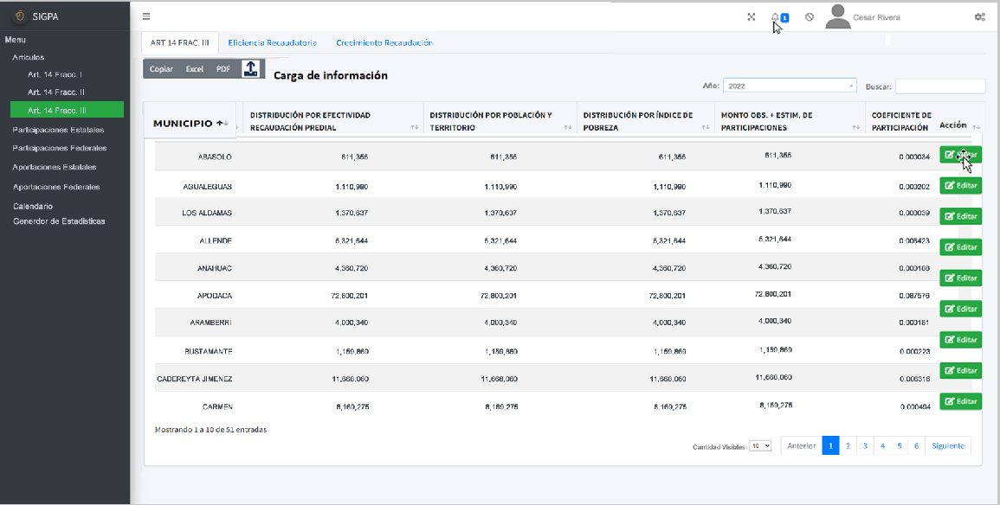 SIGPA
1
Cesar Rivera
Menu
Articulos
Art. 14 Fracc. I
Art. 14 Fracc. II
Art. 14 Fracc. III
Participaciones Estatales
Participaciones Federales
Aportaciones Estatales
Aportaciones Federales
Calendario
Generdor de Estadísticas
ART 14 FRAC. III Eficiencia Recaudatoria Crecimiento Recaudación
Copiar Excel PDF Carga de información
Año: 2022 Buscar:
MUNICIPIO DISTRIBUCIÓN POR EFECTIVIDAD RECAUDACIÓN PREDIAL DISTRIBUCIÓN POR POBLACIÓN Y TERRITORIO DISTRIBUCIÓN POR ÍNDICE DE POBREZA MONTO OBS. + ESTIM. DE PARTICIPACIONES COEFICIENTE DE PARTICIPACIÓN Acción
ABASOLO 611,355 611,355 611,355 611,355 0.000034
AGUALEGUAS 1,110,990 1,110,990 1,110,990 1,110,990 0.000202 Editar
LOS ALDAMAS 1,370,637 1,370,637 1,370,637 1,370,637 0.000039 Editar
ALLENDE 5,321,644 5,321,644 5,321,644 5,321,644 0.006423 Editar
ANAHUAC 4,360,720 4,360,720 4,360,720 4,360,720 0.000188 Editar
APODACA 72,800,201 72,800,201 72,800,201 72,800,201 0.087576 Editar
ARAMBERRI 4,000,340 4,000,340 4,000,340 4,000,340 0.000181 Editar
BUSTAMANTE 1,159,869 1,159,869 1,159,869 1,159,869 0.000223 Editar
CADEREYTA JIMENEZ 11,668,060 11,668,060 11,668,060 11,668,060 0.006316 Editar
CARMEN 8,169,275 8,169,275 8,169,275 8,169,275 0.000494 Editar
Mostrando 1 a 10 de 51 entradas
Cantidad Visibles: 10 Anterior 1 2 3 4 5 6 Siguiente